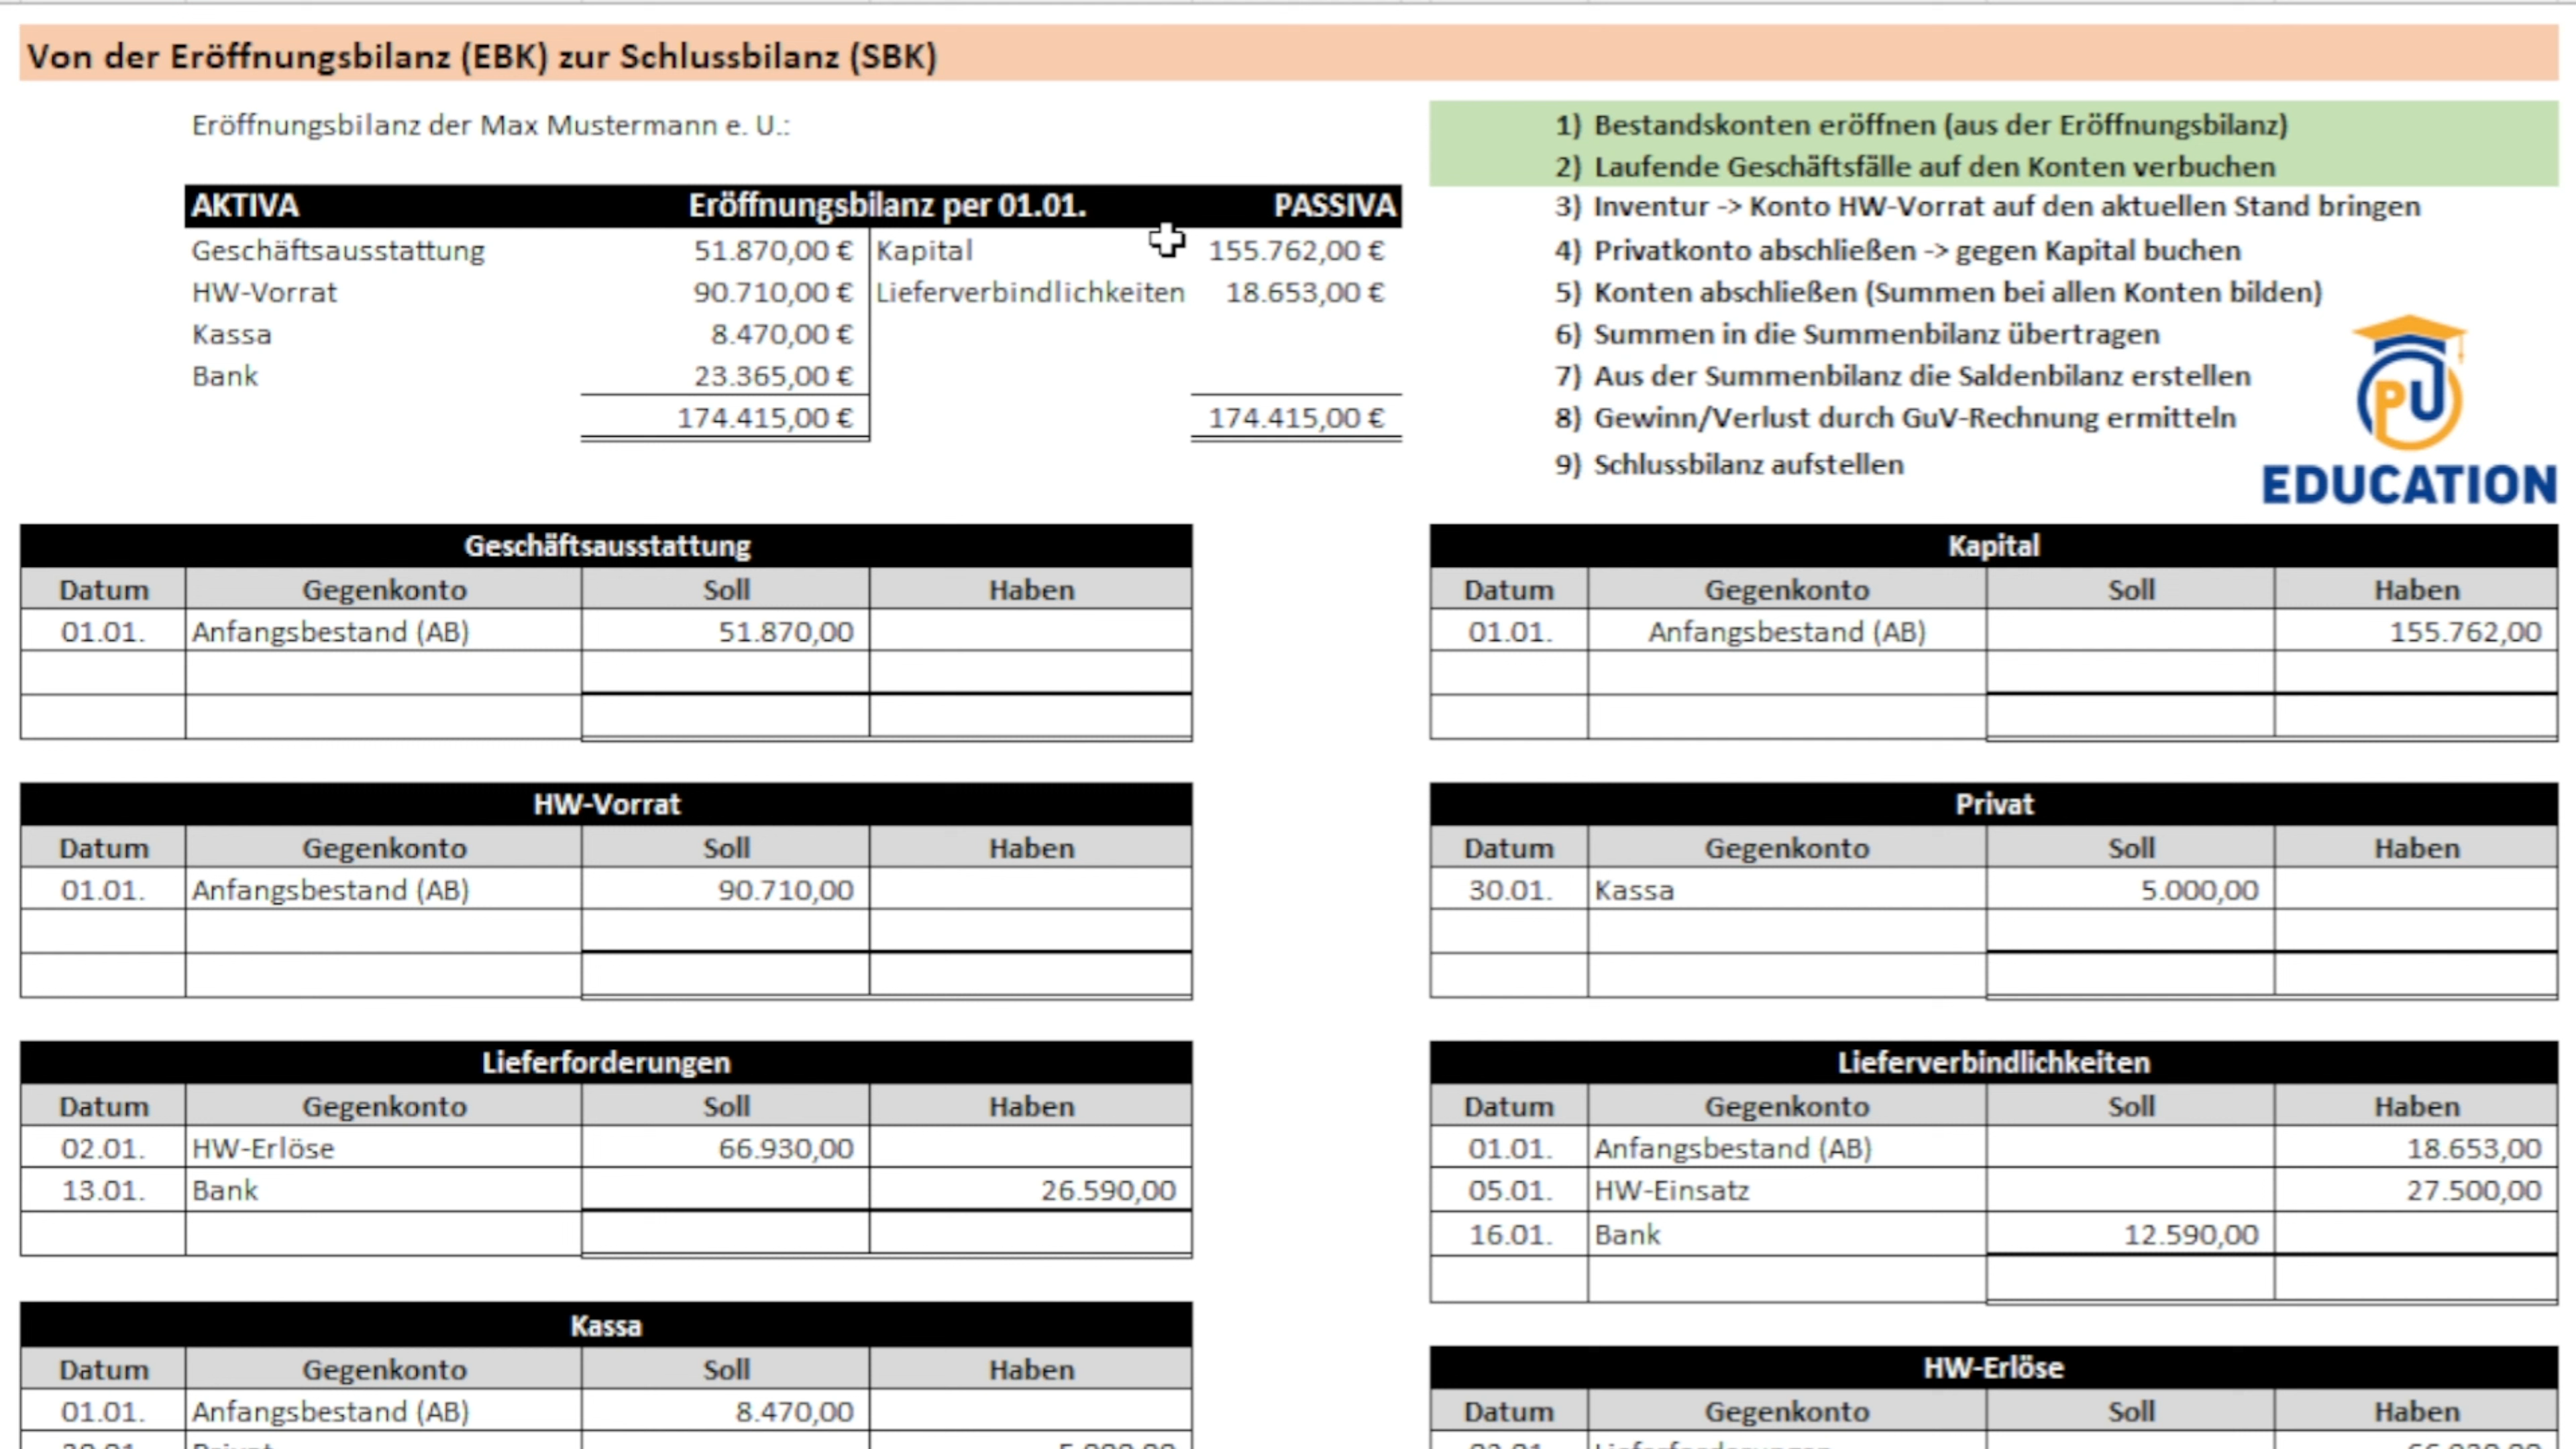 Von der Eröffnungsbilanz (EBK) zur Schlussbilanz (SBK)
Eröffnungsbilanz der Max Mustermann e. U.:
AKTIVA Eröffnungsbilanz per 01.01. PASSIVA
Geschäftsausstattung 51.870,00 € Kapital 155.762,00 €
HW-Vorrat 90.710,00 € Lieferverbindlichkeiten 18.653,00 €
Kassa 8.470,00 €
Bank 23.365,00 €
174.415,00 € 174.415,00 €
1) Bestandskonten eröffnen (aus der Eröffnungsbilanz)
2) Laufende Geschäftsfälle auf den Konten verbuchen
3) Inventur -> Konto HW-Vorrat auf den aktuellen Stand bringen
4) Privatkonto abschließen -> gegen Kapital buchen
5) Konten abschließen (Summen bei allen Konten bilden)
6) Summen in die Summenbilanz übertragen
7) Aus der Summenbilanz die Saldenbilanz erstellen
8) Gewinn/Verlust durch GuV-Rechnung ermitteln
9) Schlussbilanz aufstellen
PU
EDUCATION
Geschäftsausstattung
Datum Gegenkonto Soll Haben
01.01. Anfangsbestand (AB) 51.870,00
Kapital
Datum Gegenkonto Soll Haben
01.01. Anfangsbestand (AB) 155.762,00
HW-Vorrat
Datum Gegenkonto Soll Haben
01.01. Anfangsbestand (AB) 90.710,00
Privat
Datum Gegenkonto Soll Haben
30.01. Kassa 5.000,00
Lieferforderungen
Datum Gegenkonto Soll Haben
02.01. HW-Erlöse 66.930,00
13.01. Bank 26.590,00
Lieferverbindlichkeiten
Datum Gegenkonto Soll Haben
01.01. Anfangsbestand (AB) 18.653,00
05.01. HW-Einsatz 27.500,00
16.01. Bank 12.590,00
Kassa
Datum Gegenkonto Soll Haben
01.01. Anfangsbestand (AB) 8.470,00
HW-Erlöse
Datum Gegenkonto Soll Haben